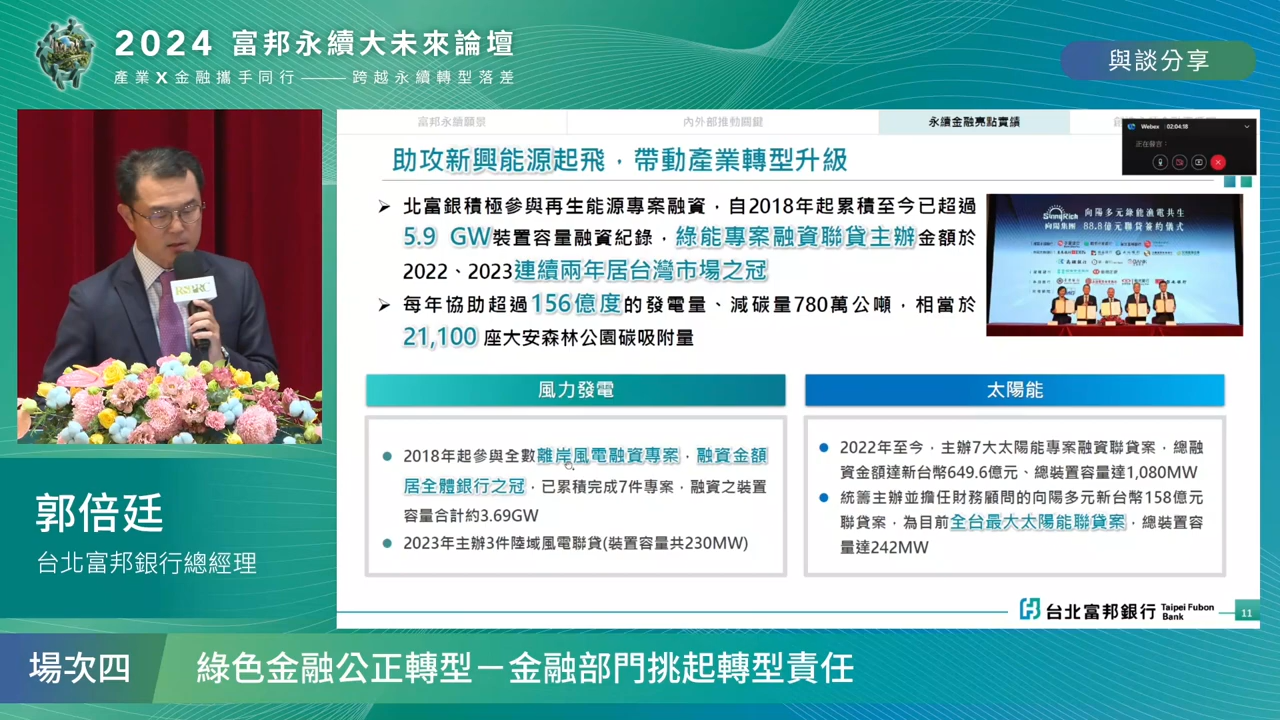 2024 富邦永續大未來論壇
產業X金融攜手同行——跨越永續轉型落差
與談分享
富邦永續願景
內外部推動關鍵
永續金融亮點實績
Webex 02:04:18
正在發言：
助攻新興能源起飛，帶動產業轉型升級
➢ 北富銀積極參與再生能源專案融資，自2018年起累積至今已超過
5.9 GW裝置容量融資紀錄，綠能專案融資聯貸主辦金額於
2022、2023連續兩年居台灣市場之冠
➢ 每年協助超過156億度的發電量、減碳量780萬公噸，相當於
21,100 座大安森林公園碳吸附量
SunnyRich
向陽集團
向陽多元綠能漁電共生
88.8億元聯貸簽約儀式
風力發電
● 2018年起參與全數離岸風電融資專案，融資金額
居全體銀行之冠，已累積完成7件專案，融資之裝置
容量合計約3.69GW
● 2023年主辦3件陸域風電聯貸(裝置容量共230MW)
太陽能
● 2022年至今，主辦7大太陽能專案融資聯貸案，總融
資金額達新台幣649.6億元、總裝置容量達1,080MW
● 統籌主辦並擔任財務顧問的向陽多元新台幣158億元
聯貸案，為目前全台最大太陽能聯貸案，總裝置容
量達242MW
台北富邦銀行 Taipei Fubon
Bank
11
郭倍廷
台北富邦銀行總經理
場次四
綠色金融公正轉型－金融部門挑起轉型責任